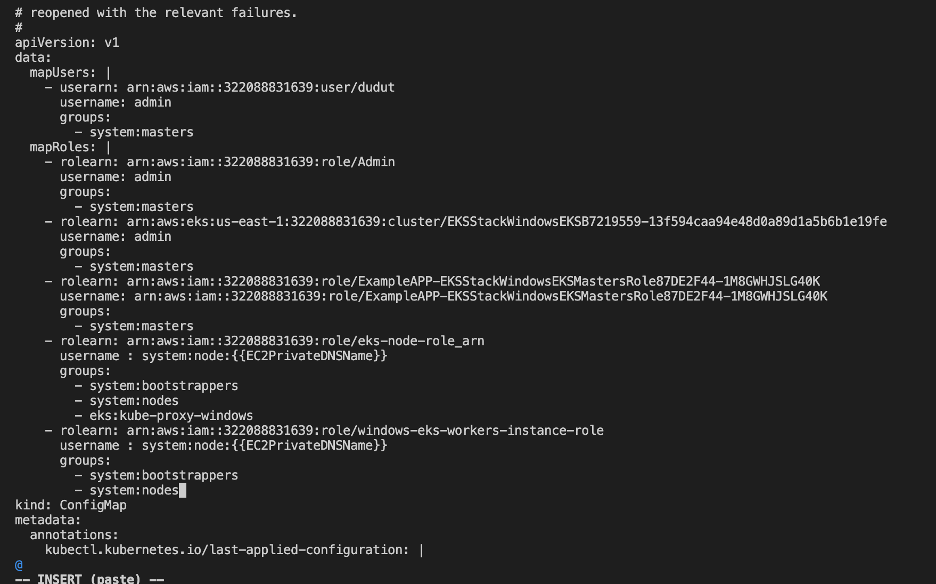 # reopened with the relevant failures.
#
apiVersion: v1
data:
  mapUsers: |
    - userarn: arn:aws:iam::322088831639:user/dudut
      username: admin
      groups:
        - system:masters
  mapRoles: |
    - rolearn: arn:aws:iam::322088831639:role/Admin
      username: admin
      groups:
        - system:masters
    - rolearn: arn:aws:eks:us-east-1:322088831639:cluster/EKSStackWindowsEKSB7219559-13f594caa94e48d0a89d1a5b6b1e19fe
      username: admin
      groups:
        - system:masters
    - rolearn: arn:aws:iam::322088831639:role/ExampleAPP-EKSStackWindowsEKSMastersRole87DE2F44-1M8GWHJSLG40K
      username: arn:aws:iam::322088831639:role/ExampleAPP-EKSStackWindowsEKSMastersRole87DE2F44-1M8GWHJSLG40K
      groups:
        - system:masters
    - rolearn: arn:aws:iam::322088831639:role/eks-node-role_arn
      username : system:node:{{EC2PrivateDNSName}}
      groups:
        - system:bootstrappers
        - system:nodes
        - eks:kube-proxy-windows
    - rolearn: arn:aws:iam::322088831639:role/windows-eks-workers-instance-role
      username : system:node:{{EC2PrivateDNSName}}
      groups:
        - system:bootstrappers
        - system:nodes
kind: ConfigMap
metadata:
  annotations:
    kubectl.kubernetes.io/last-applied-configuration: |
@
-- INSERT (paste) --